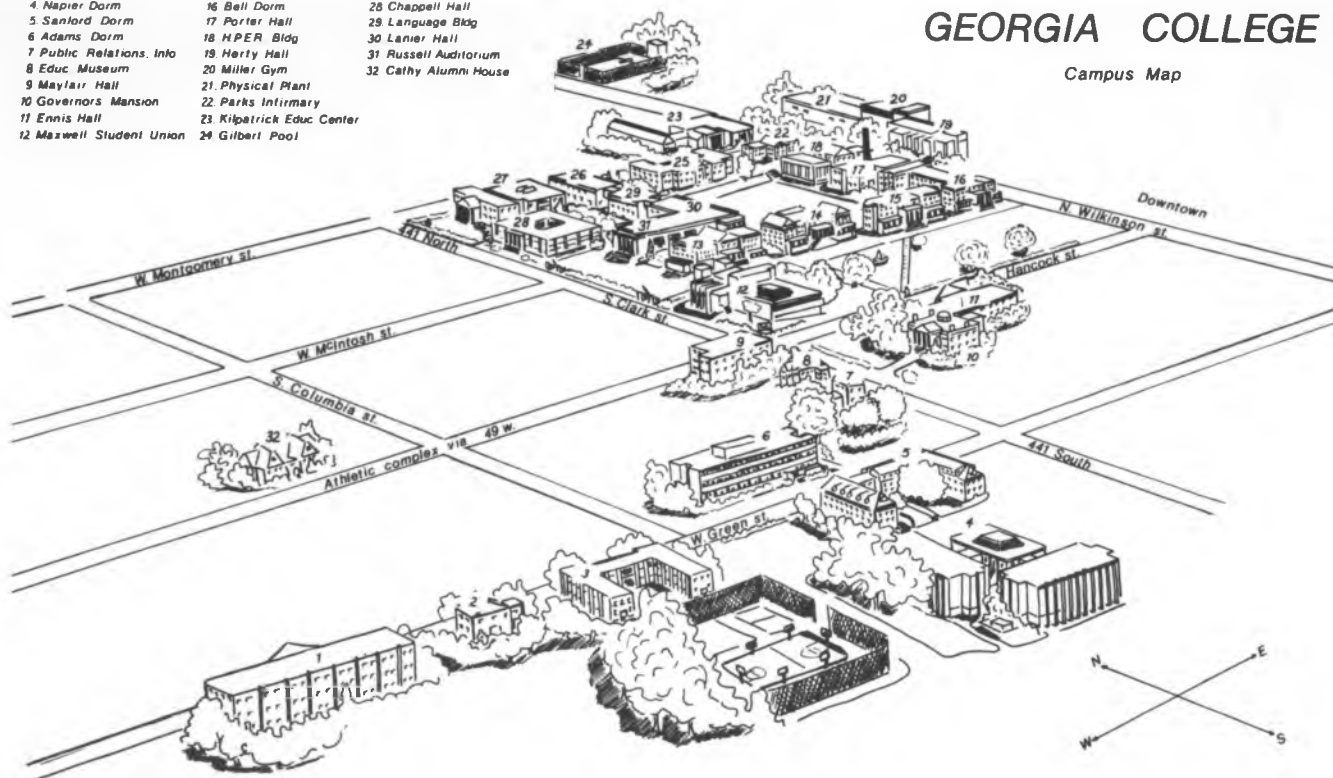 GEORGIA COLLEGE
Campus Map
4. Napier Dorm
5. Sanford Dorm
6 Adams Dorm
7 Public Relations, Info
8 Educ Museum
9 Mayfair Hall
10 Governors Mansion
11 Ennis Hall
12 Maxwell Student Union
16 Bell Dorm
17 Porter Hall
18 H.P.E.R. Bldg
19. Herty Hall
20 Miller Gym
21. Physical Plant
22. Parks Infirmary
23. Kilpatrick Educ Center
24 Gilbert Pool
28 Chappell Hall
29. Language Bldg
30 Lanier Hall
31 Russell Auditorium
32 Cathy Alumni House
24
21
20
19
23
22
18
17
25
16
27
26
29
15
30
28
31
14
13
12
11
10
9
8
7
6
5
4
3
2
1
32
Downtown
N. Wilkinson st.
Hancock st.
441 North
W. Montgomery st.
S. Clark st.
W. McIntosh st.
S. Columbia st.
Athletic complex via 49 w.
441 South
W. Green st.
N
E
W
S